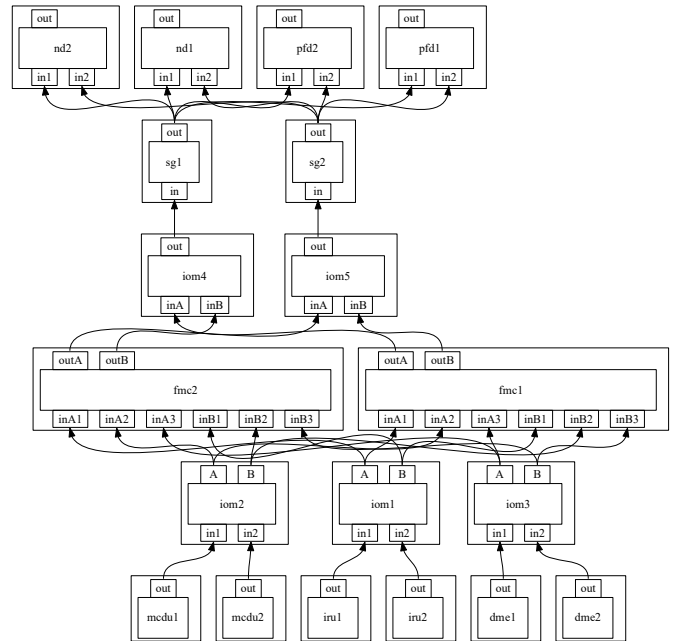 out out out out
nd2 nd1 pfd2 pfd1
in1 in2 in1 in2 in1 in2 in1 in2
out out
sg1 sg2
in in
out out
iom4 iom5
inA inB inA inB
outA outB outA outB
fmc2 fmc1
inA1 inA2 inA3 inB1 inB2 inB3 inA1 inA2 inA3 inB1 inB2 inB3
A B A B A B
iom2 iom1 iom3
in1 in2 in1 in2 in1 in2
out out out out out out
mcdu1 mcdu2 iru1 iru2 dme1 dme2